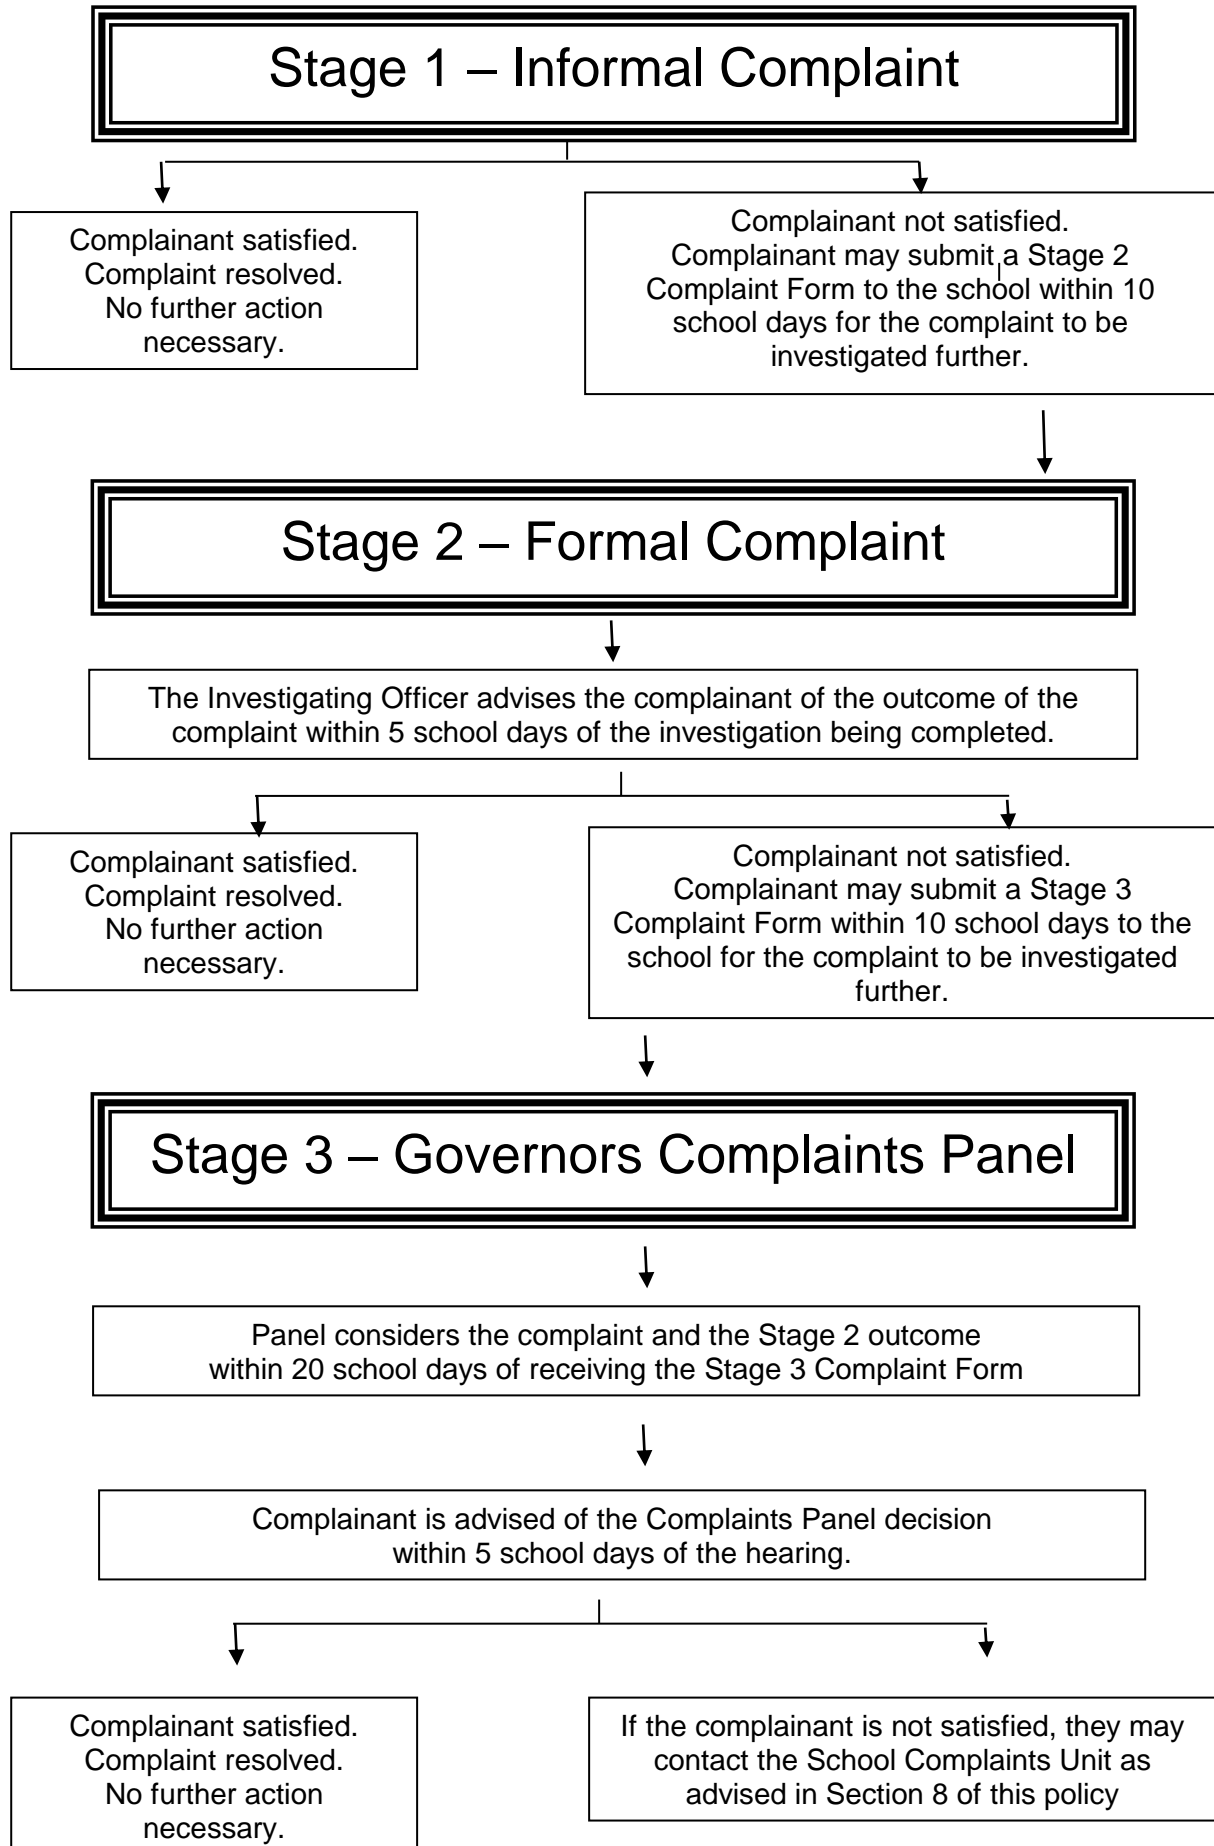 Stage 1 – Informal Complaint
Complainant satisfied.
Complaint resolved.
No further action
necessary.
Complainant not satisfied.
Complainant may submit a Stage 2
Complaint Form to the school within 10
school days for the complaint to be
investigated further.
Stage 2 – Formal Complaint
The Investigating Officer advises the complainant of the outcome of the
complaint within 5 school days of the investigation being completed.
Complainant satisfied.
Complaint resolved.
No further action
necessary.
Complainant not satisfied.
Complainant may submit a Stage 3
Complaint Form within 10 school days to the
school for the complaint to be investigated
further.
Stage 3 – Governors Complaints Panel
Panel considers the complaint and the Stage 2 outcome
within 20 school days of receiving the Stage 3 Complaint Form
Complainant is advised of the Complaints Panel decision
within 5 school days of the hearing.
Complainant satisfied.
Complaint resolved.
No further action
necessary.
If the complainant is not satisfied, they may
contact the School Complaints Unit as
advised in Section 8 of this policy